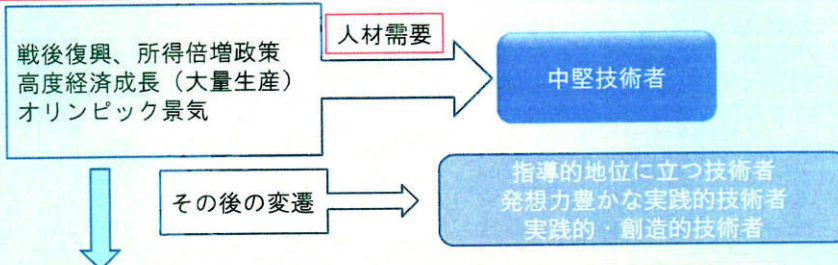 戦後復興、所得倍増政策
高度経済成長（大量生産）
オリンピック景気
人材需要
中堅技術者
その後の変遷
指導的地位に立つ技術者
発想力豊かな実践的技術者
実践的・創造的技術者